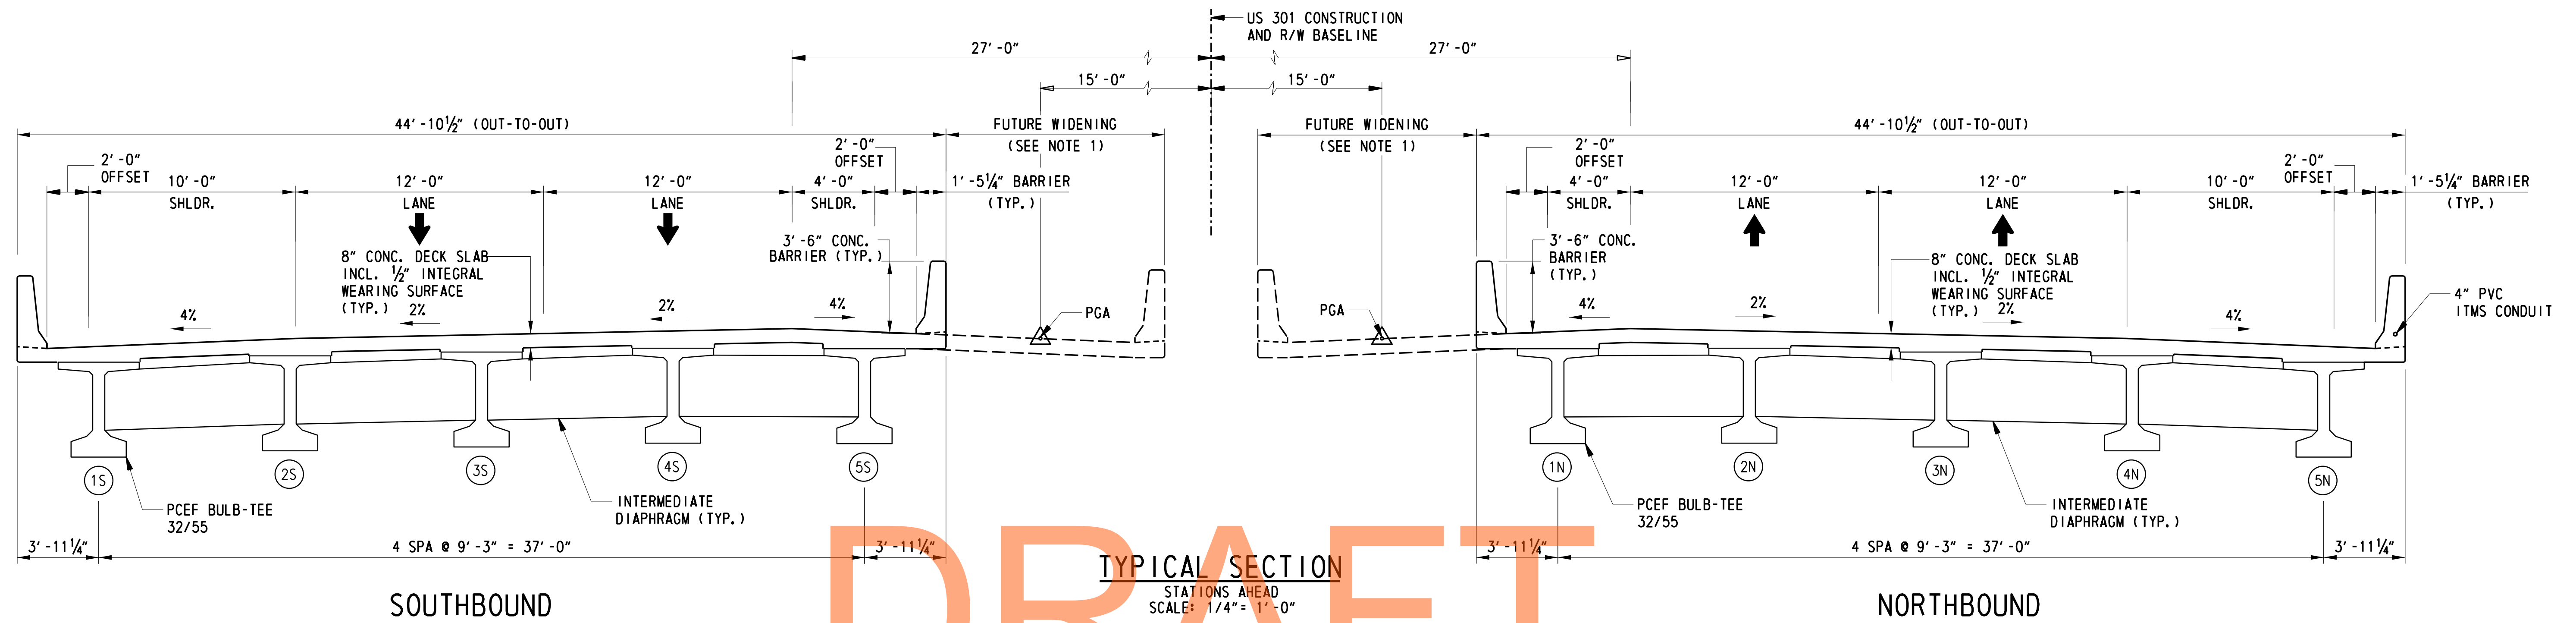 US 301 CONSTRUCTION
AND R/W BASELINE
27'-0"
27'-0"
15'-0"
15'-0"
44'-10½" (OUT-TO-OUT)
FUTURE WIDENING
(SEE NOTE 1)
FUTURE WIDENING
(SEE NOTE 1)
44'-10½" (OUT-TO-OUT)
2'-0"
OFFSET
10'-0"
SHLDR.
12'-0"
LANE
12'-0"
LANE
4'-0"
SHLDR.
2'-0"
OFFSET
1'-5¼" BARRIER
(TYP.)
2'-0"
OFFSET
4'-0"
SHLDR.
12'-0"
LANE
12'-0"
LANE
10'-0"
SHLDR.
2'-0"
OFFSET
1'-5¼" BARRIER
(TYP.)
8" CONC. DECK SLAB
INCL. ½" INTEGRAL
WEARING SURFACE
(TYP.)
3'-6" CONC.
BARRIER (TYP.)
3'-6" CONC.
BARRIER
(TYP.)
8" CONC. DECK SLAB
INCL. ½" INTEGRAL
WEARING SURFACE
(TYP.)
4" PVC
ITMS CONDUIT
4%
2%
2%
4%
PGA
PGA
4%
2%
2%
4%
1S
2S
3S
4S
5S
1N
2N
3N
4N
5N
PCEF BULB-TEE
32/55
INTERMEDIATE
DIAPHRAGM (TYP.)
PCEF BULB-TEE
32/55
INTERMEDIATE
DIAPHRAGM (TYP.)
3'-11¼"
4 SPA @ 9'-3" = 37'-0"
3'-11¼"
3'-11¼"
4 SPA @ 9'-3" = 37'-0"
3'-11¼"
DRAFT
TYPICAL SECTION
STATIONS AHEAD
SCALE: 1/4"= 1'-0"
SOUTHBOUND
NORTHBOUND